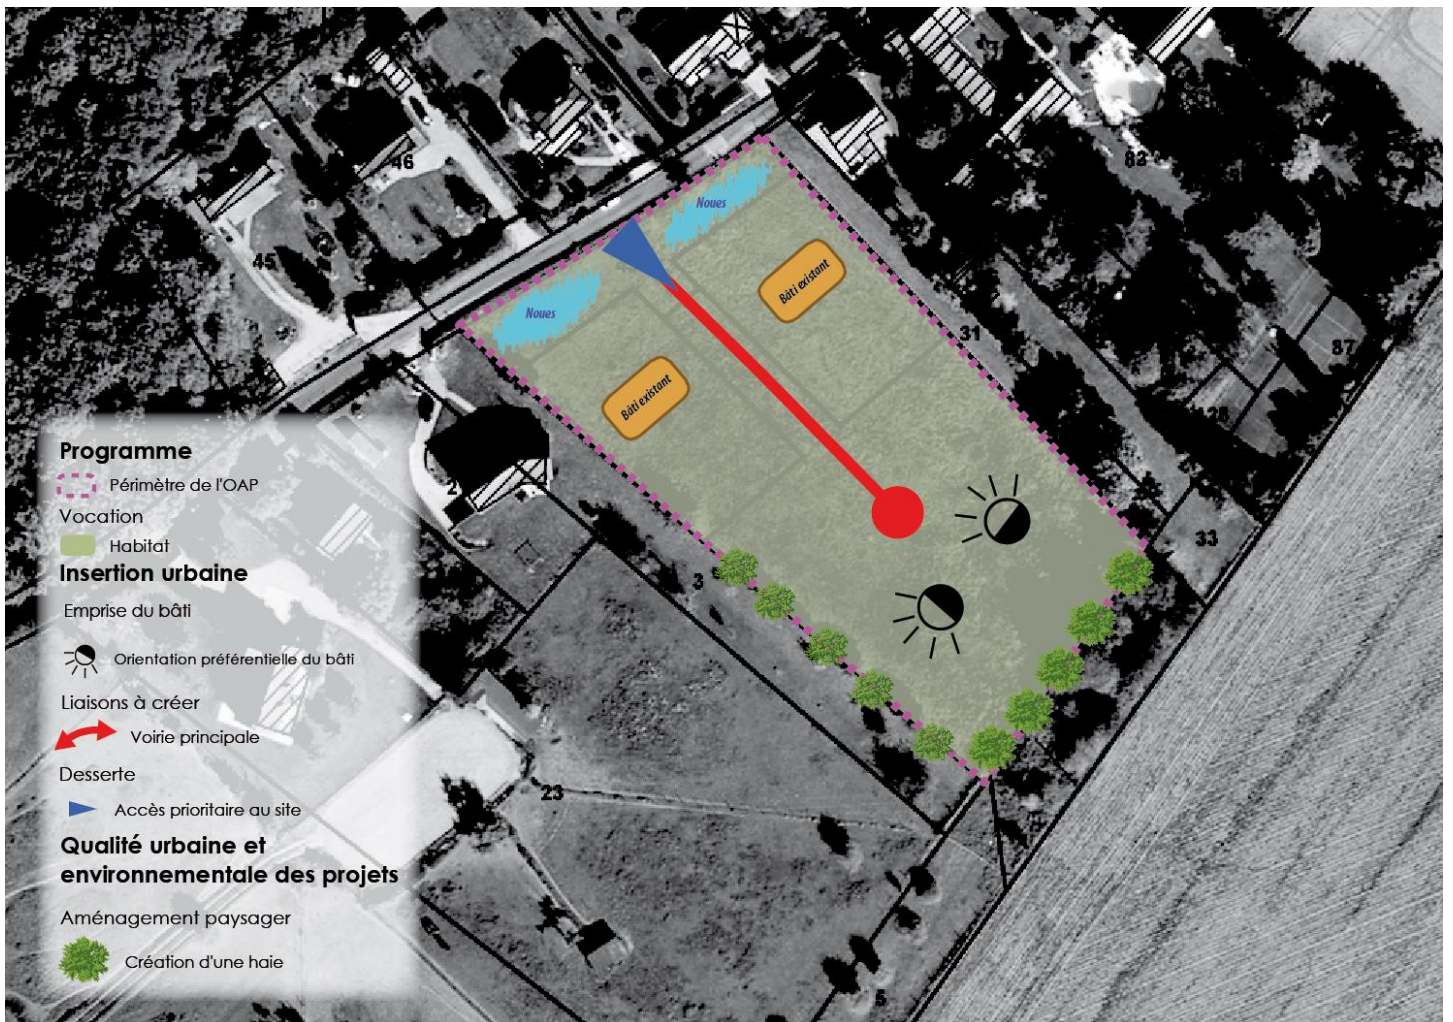 46
45
83
Noues
Noues
Bâti existant
Bâti existant
31
87
33
2
3
23
5
Programme
Périmètre de l'OAP
Vocation
Habitat
Insertion urbaine
Emprise du bâti
Orientation préférentielle du bâti
Liaisons à créer
Voirie principale
Desserte
Accès prioritaire au site
Qualité urbaine et
environnementale des projets
Aménagement paysager
Création d'une haie